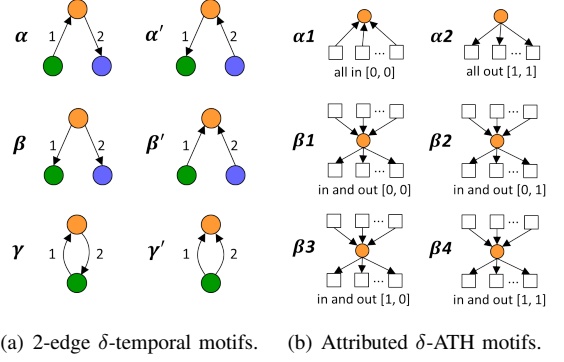 α 1 2 α′ 1 2
β 1 2 β′ 1 2
γ 1 2 γ′ 1 2
(a) 2-edge δ-temporal motifs.
α1 ... α2 ...
all in [0, 0] all out [1, 1]
... ...
β1 β2
... ...
in and out [0, 0] in and out [0, 1]
... ...
β3 β4
... ...
in and out [1, 0] in and out [1, 1]
(b) Attributed δ-ATH motifs.